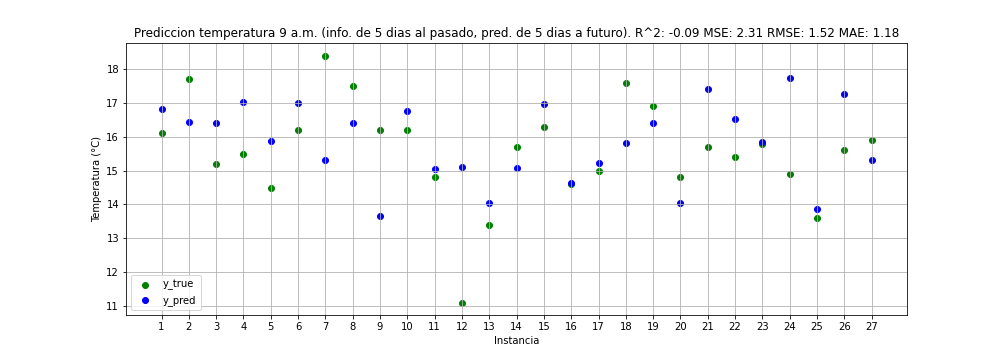 Prediccion temperatura 9 a.m. (info. de 5 dias al pasado, pred. de 5 dias a futuro). R^2: -0.09 MSE: 2.31 RMSE: 1.52 MAE: 1.18
Temperatura (°C)
18
17
16
15
14
13
12
11
y_true
y_pred
1 2 3 4 5 6 7 8 9 10 11 12 13 14 15 16 17 18 19 20 21 22 23 24 25 26 27
Instancia